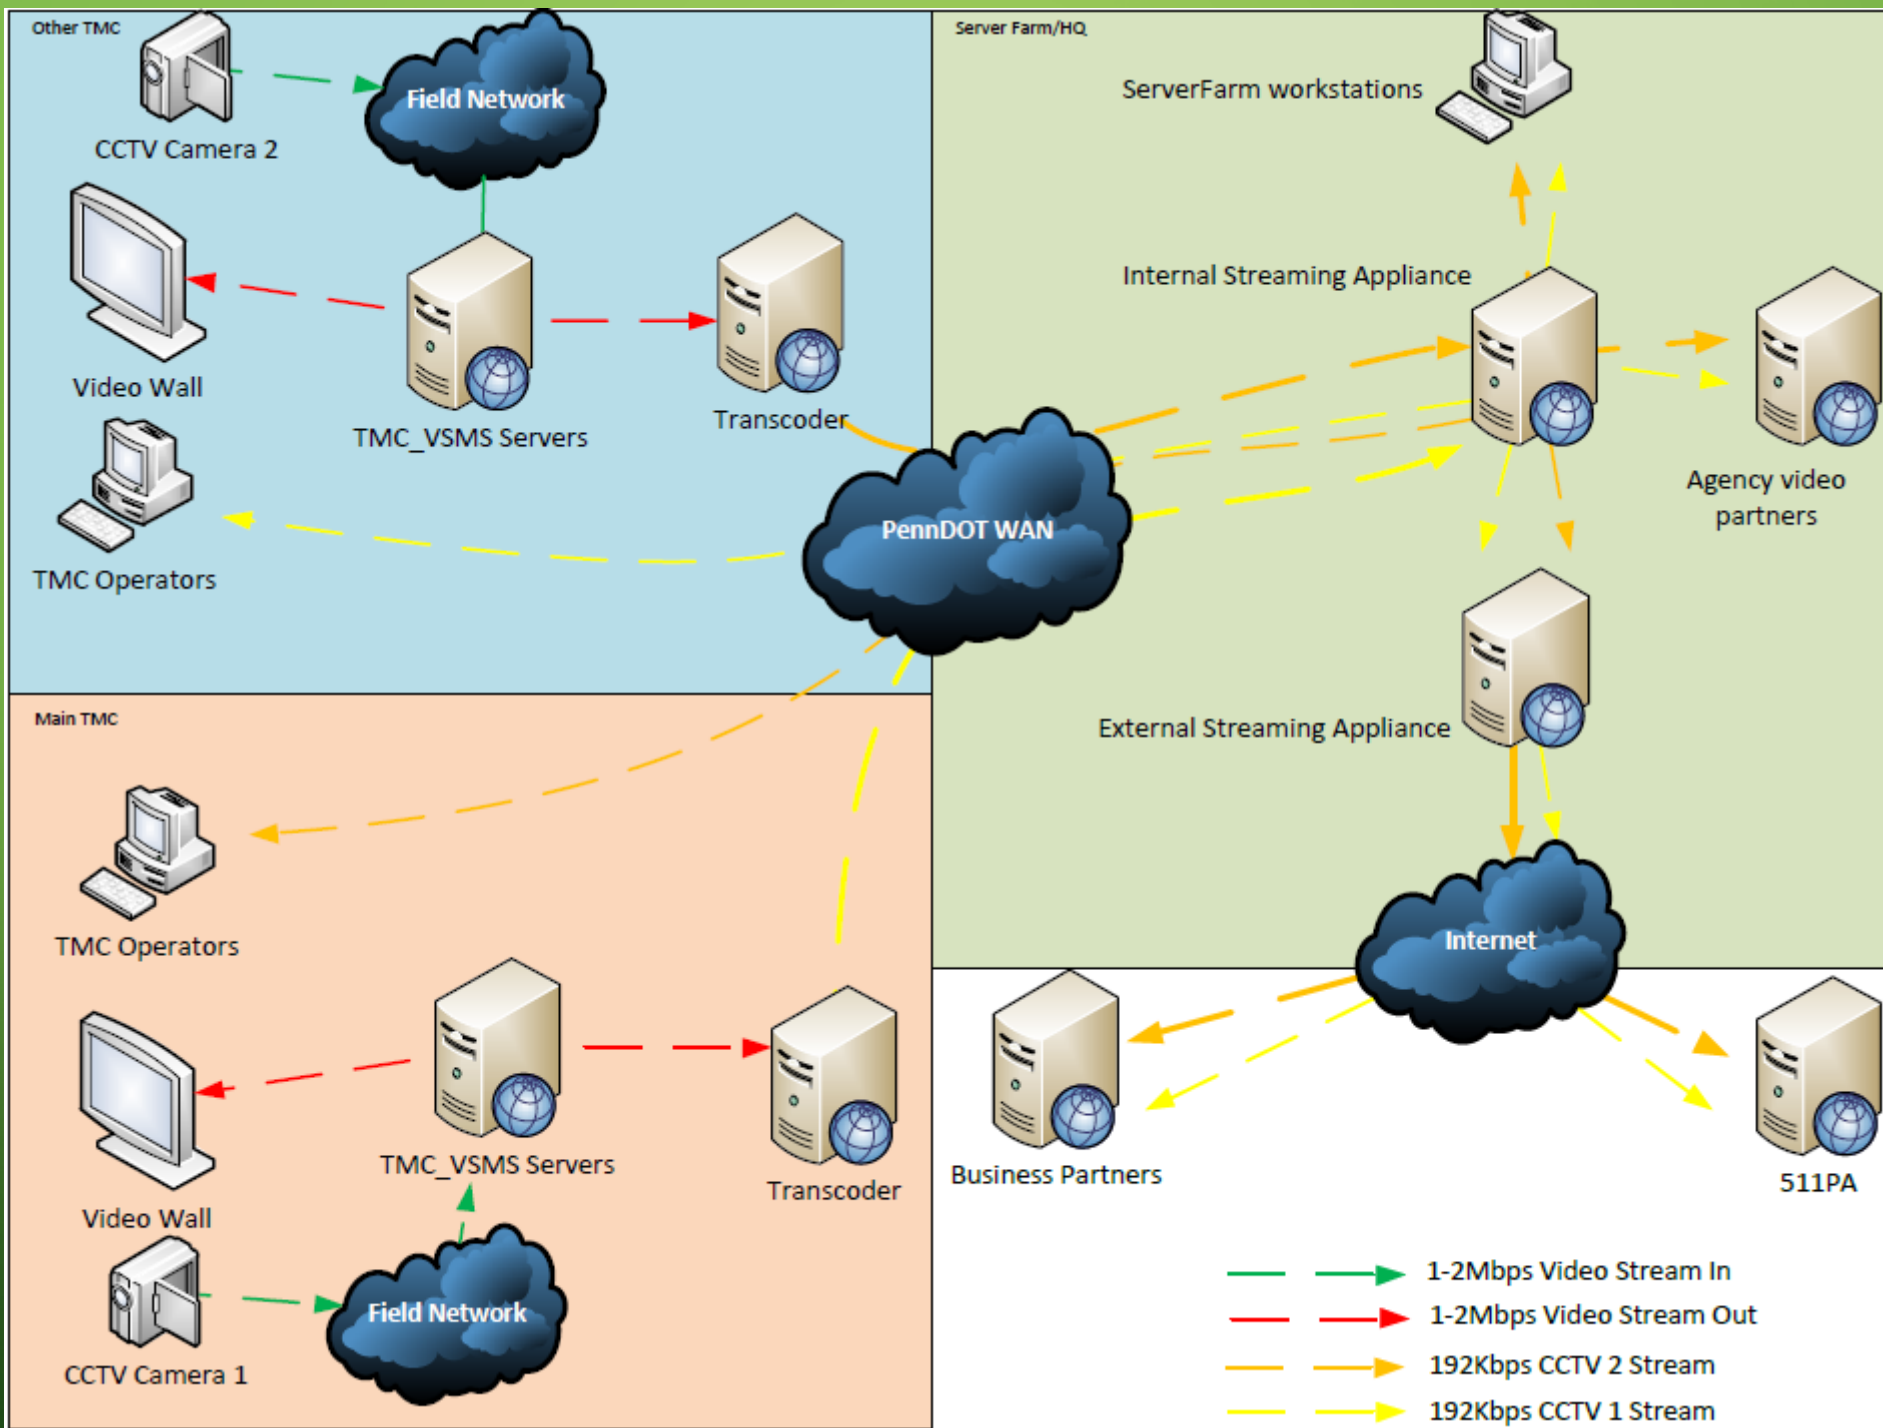 Other TMC
CCTV Camera 2
Field Network
Video Wall
TMC_VSMS Servers
Transcoder
TMC Operators
Server Farm/HQ
ServerFarm workstations
Internal Streaming Appliance
Agency video
partners
PennDOT WAN
External Streaming Appliance
Internet
Main TMC
TMC Operators
TMC_VSMS Servers
Transcoder
Video Wall
Field Network
CCTV Camera 1
Business Partners
511PA
1-2Mbps Video Stream In
1-2Mbps Video Stream Out
192Kbps CCTV 2 Stream
192Kbps CCTV 1 Stream